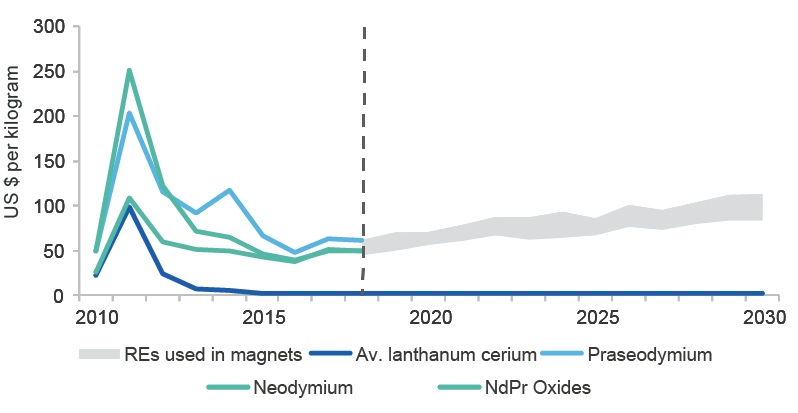 300
250
200
150
100
50
0
US $ per kilogram
2010 2015 2020 2025 2030
REs used in magnets Av. lanthanum cerium Praseodymium
Neodymium NdPr Oxides